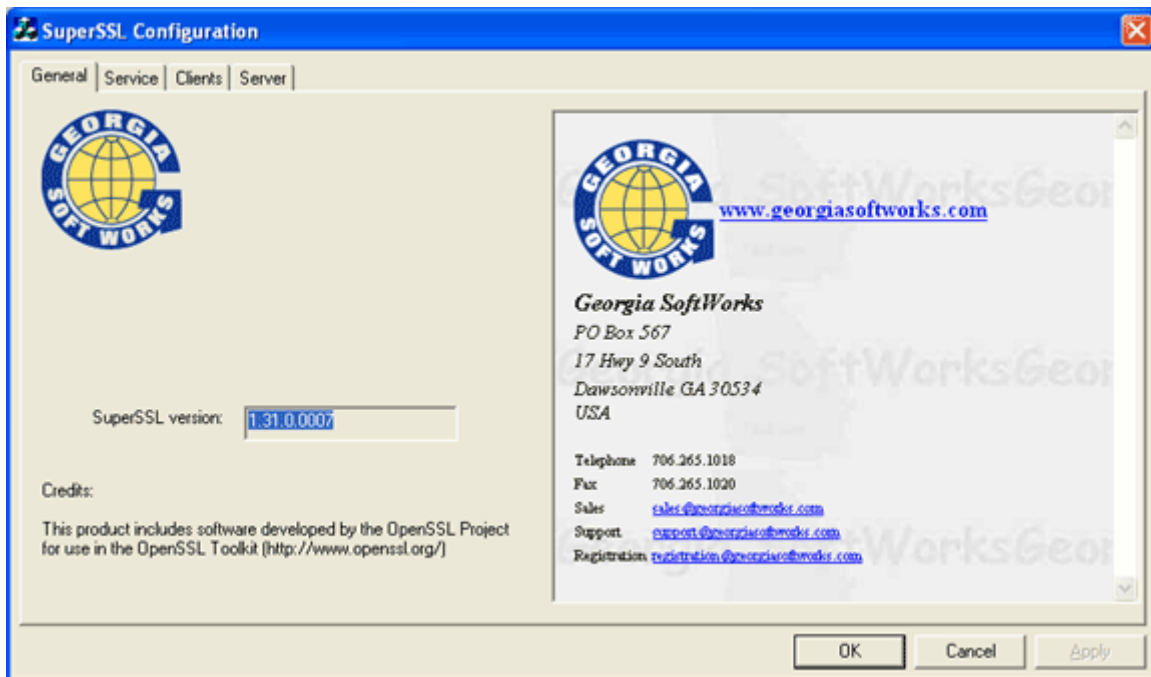 SuperSSL Configuration
General Service Clients Server
GEORGIA
SOFT WORKS
SuperSSL version: 1.31.0.0007
Credits:
This product includes software developed by the OpenSSL Project
for use in the OpenSSL Toolkit (http://www.openssl.org/)
GEORGIA
SOFT WORKS
www.georgiasoftworks.com
Georgia SoftWorks
PO Box 567
17 Hwy 9 South
Dawsonville GA 30534
USA
Telephone 706.265.1018
Fax 706.265.1020
Sales sales@georgiasoftworks.com
Support support@georgiasoftworks.com
Registration registration@georgiasoftworks.com
OK Cancel Apply